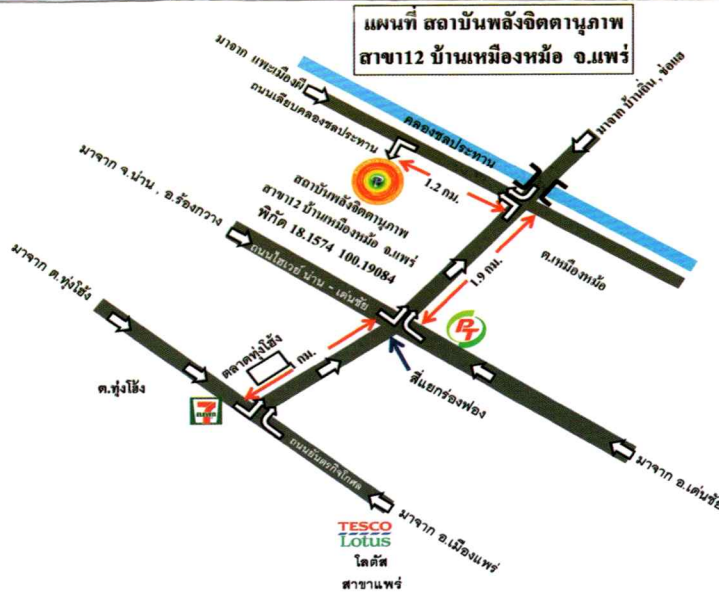 แผนที่ สถาบันพลังจิตตานุภาพ
สาขา12 บ้านเหมืองหม้อ จ.แพร่
มาจาก แพะเมืองผี
ถนนเลียบคลองชลประทาน
คลองชลประทาน
มาจาก บ้านถิ่น , ช่อแฮ
1.2 กม.
สถาบันพลังจิตตานุภาพ
สาขา12 บ้านเหมืองหม้อ จ.แพร่
พิกัด 18.1574 100.19084
มาจาก จ.น่าน , อ.ร้องกวาง
ถนนไฮเวย์ น่าน - เด่นชัย
ต.เหมืองหม้อ
1.9 กม.
มาจาก ต.ทุ่งโฮ้ง
PT
ตลาดทุ่งโฮ้ง
กม.
สี่แยกร่องฟอง
ต.ทุ่งโฮ้ง
7
ELEVEN
ถนนยันตรกิจโกศล
มาจาก อ.เด่นชัย
มาจาก อ.เมืองแพร่
TESCO
Lotus
โลตัส
สาขาแพร่